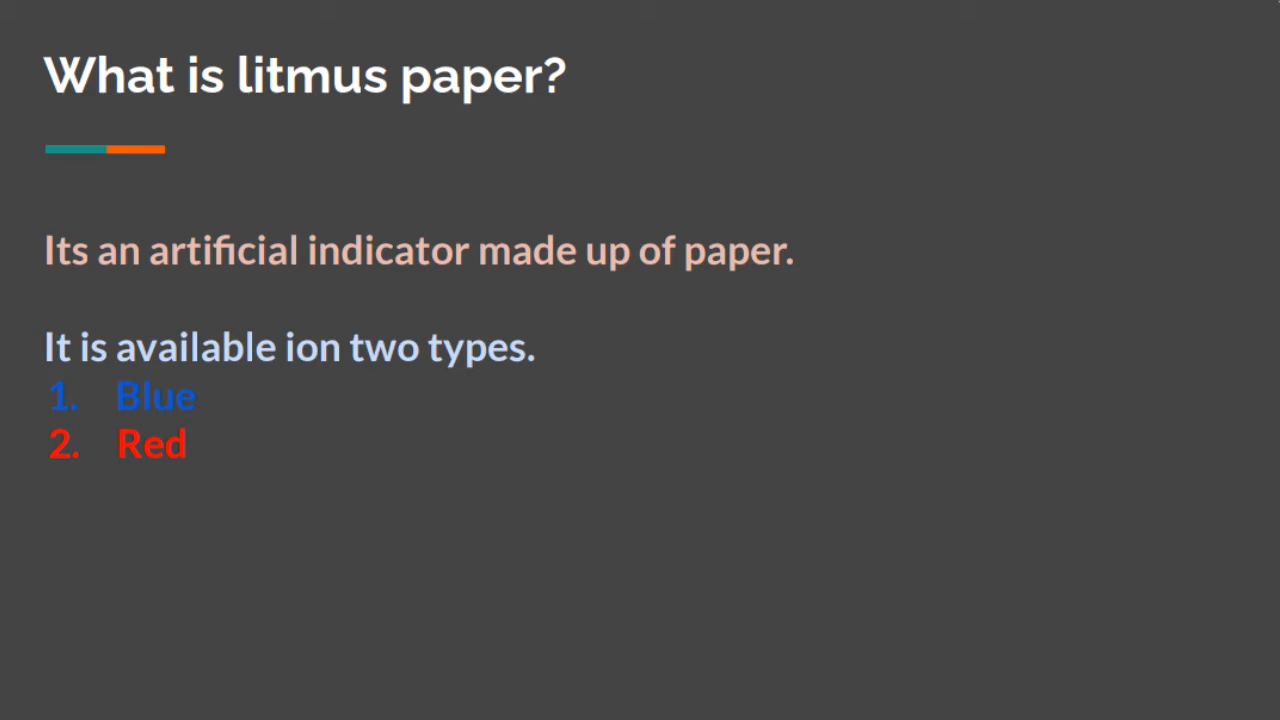 What is litmus paper?
Its an artificial indicator made up of paper.
It is available ion two types.
1. Blue
2. Red